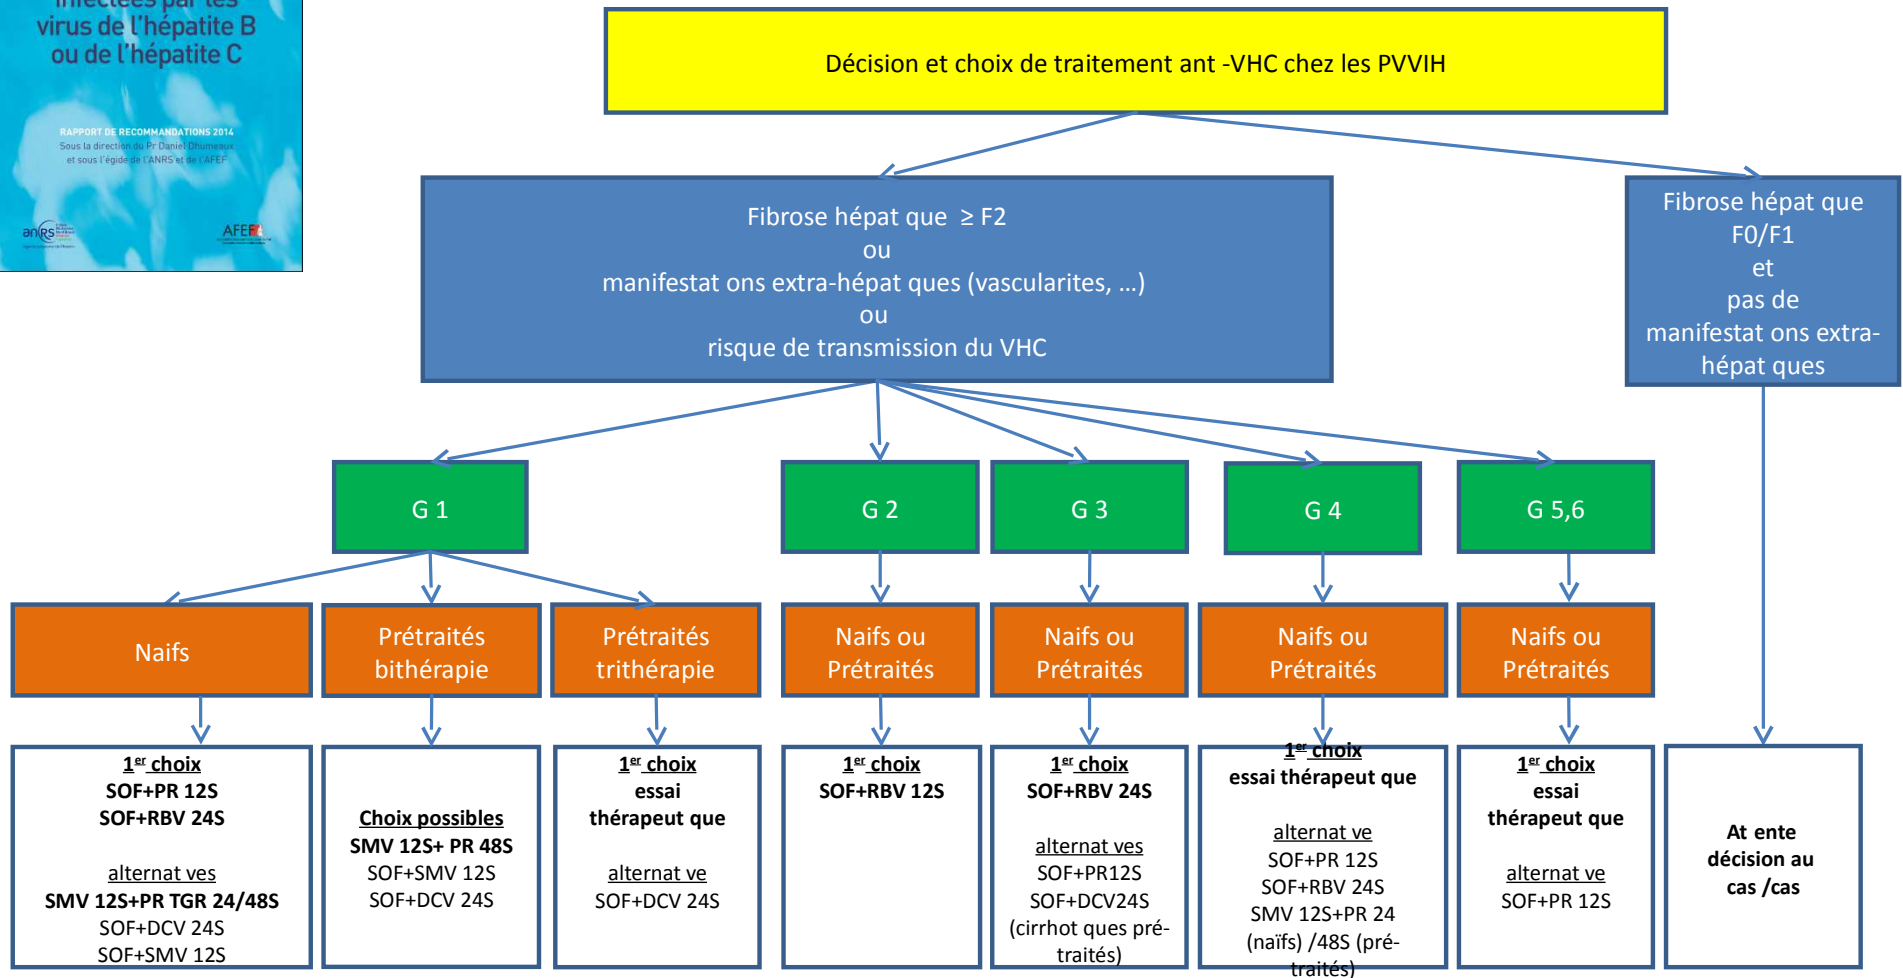 infectées par les
virus de l'hépatite B
ou de l'hépatite C
RAPPORT DE RECOMMANDATIONS 2014
Sous la direction du Pr Daniel Dhumeaux
et sous l'égide de l'ANRS et de l'AFEF
anRS
AFEF
Décision et choix de traitement ant -VHC chez les PVVIH
Fibrose hépat que ≥ F2
ou
manifestat ons extra-hépat ques (vascularites, …)
ou
risque de transmission du VHC
Fibrose hépat que
F0/F1
et
pas de
manifestat ons extra-
hépat ques
G 1
G 2
G 3
G 4
G 5,6
Naifs
Prétraités
bithérapie
Prétraités
trithérapie
Naifs ou
Prétraités
Naifs ou
Prétraités
Naifs ou
Prétraités
Naifs ou
Prétraités
1er choix
SOF+PR 12S
SOF+RBV 24S
alternat ves
SMV 12S+PR TGR 24/48S
SOF+DCV 24S
SOF+SMV 12S
Choix possibles
SMV 12S+ PR 48S
SOF+SMV 12S
SOF+DCV 24S
1er choix
essai
thérapeut que
alternat ve
SOF+DCV 24S
1er choix
SOF+RBV 12S
1er choix
SOF+RBV 24S
alternat ves
SOF+PR12S
SOF+DCV24S
(cirrhot ques pré-
traités)
1er choix
essai thérapeut que
alternat ve
SOF+PR 12S
SOF+RBV 24S
SMV 12S+PR 24
(naïfs) /48S (pré-
traités)
1er choix
essai
thérapeut que
alternat ve
SOF+PR 12S
At ente
décision au
cas /cas